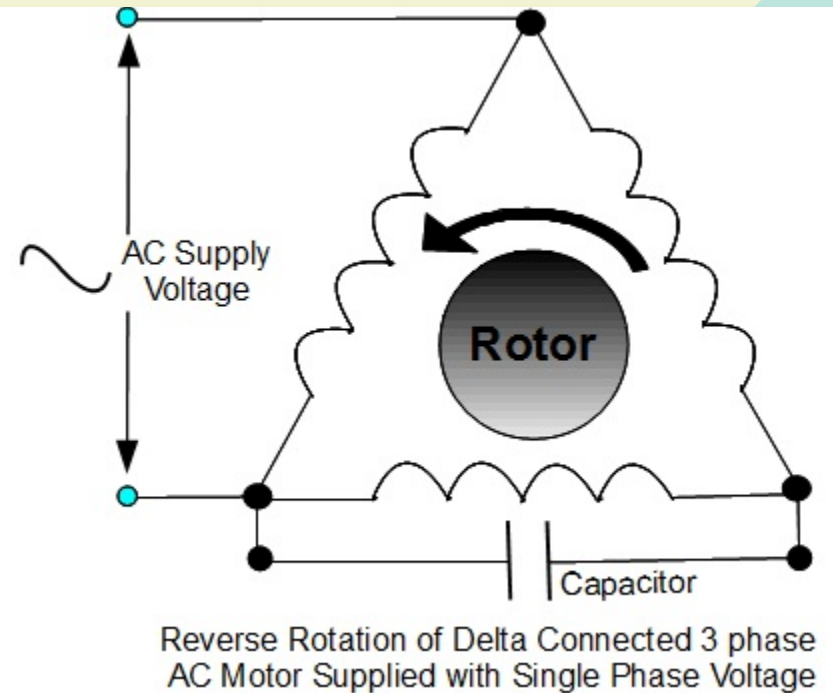 AC Supply
Voltage
Rotor
Capacitor
Reverse Rotation of Delta Connected 3 phase
AC Motor Supplied with Single Phase Voltage